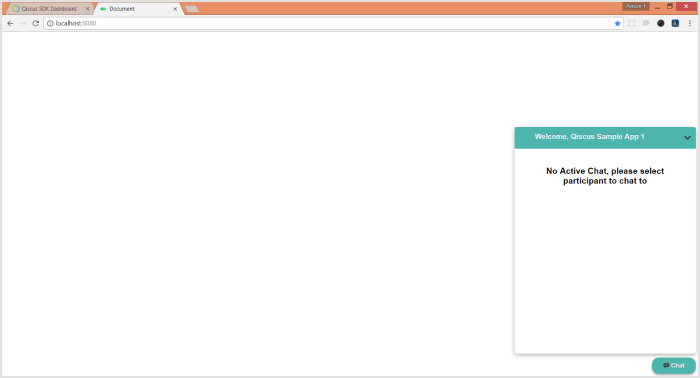 Qiscus SDK Dashboard
Document
Person 1
localhost:8080
Welcome, Qiscus Sample App 1
No Active Chat, please select
participant to chat to
Chat